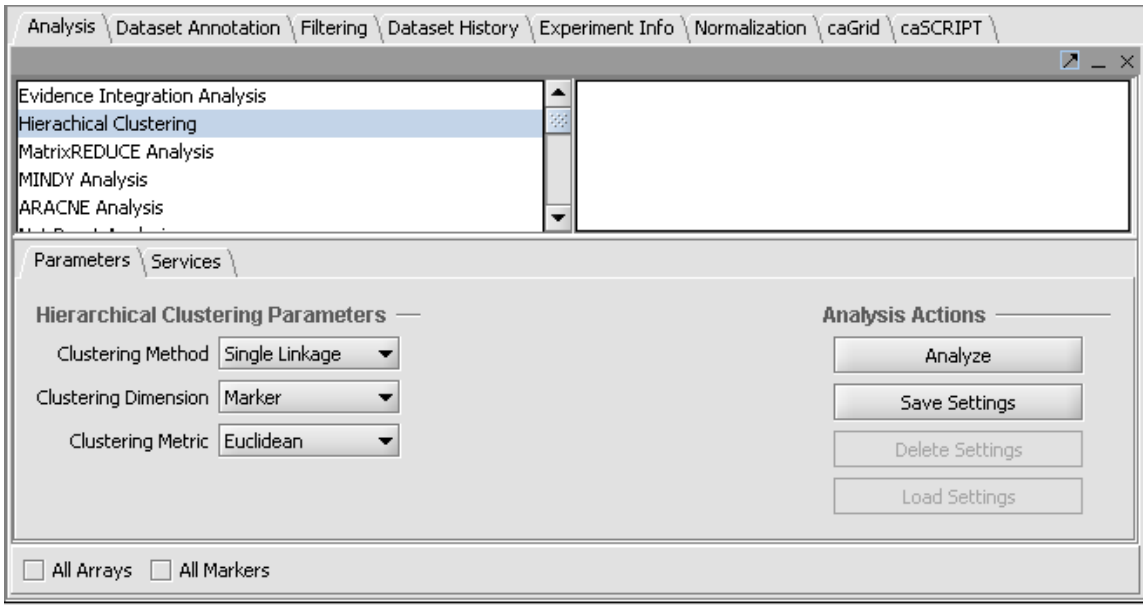 Analysis Dataset Annotation Filtering Dataset History Experiment Info Normalization caGrid caSCRIPT
Evidence Integration Analysis
Hierachical Clustering
MatrixREDUCE Analysis
MINDY Analysis
ARACNE Analysis
Parameters Services
Hierarchical Clustering Parameters
Analysis Actions
Clustering Method Single Linkage
Analyze
Clustering Dimension Marker
Save Settings
Clustering Metric Euclidean
Delete Settings
Load Settings
All Arrays All Markers